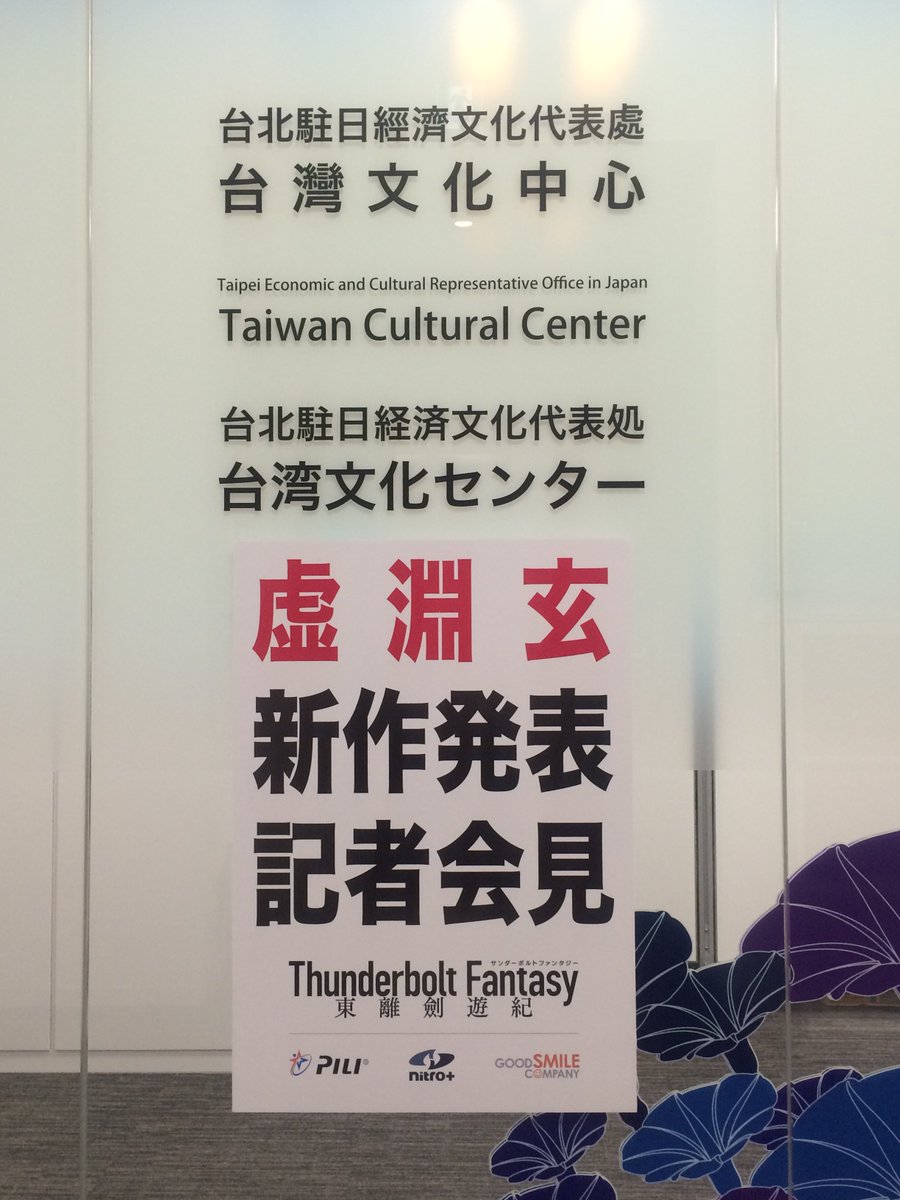 台北駐日經濟文化代表處
台灣文化中心
Taipei Economic and Cultural Representative Office in Japan
Taiwan Cultural Center
台北駐日経済文化代表処
台湾文化センター
虚淵玄
新作発表
記者会見
サンダーボルトファンタジー
Thunderbolt Fantasy
東離劍遊紀
PILI®
nitro+
GOOD SMILE
COMPANY